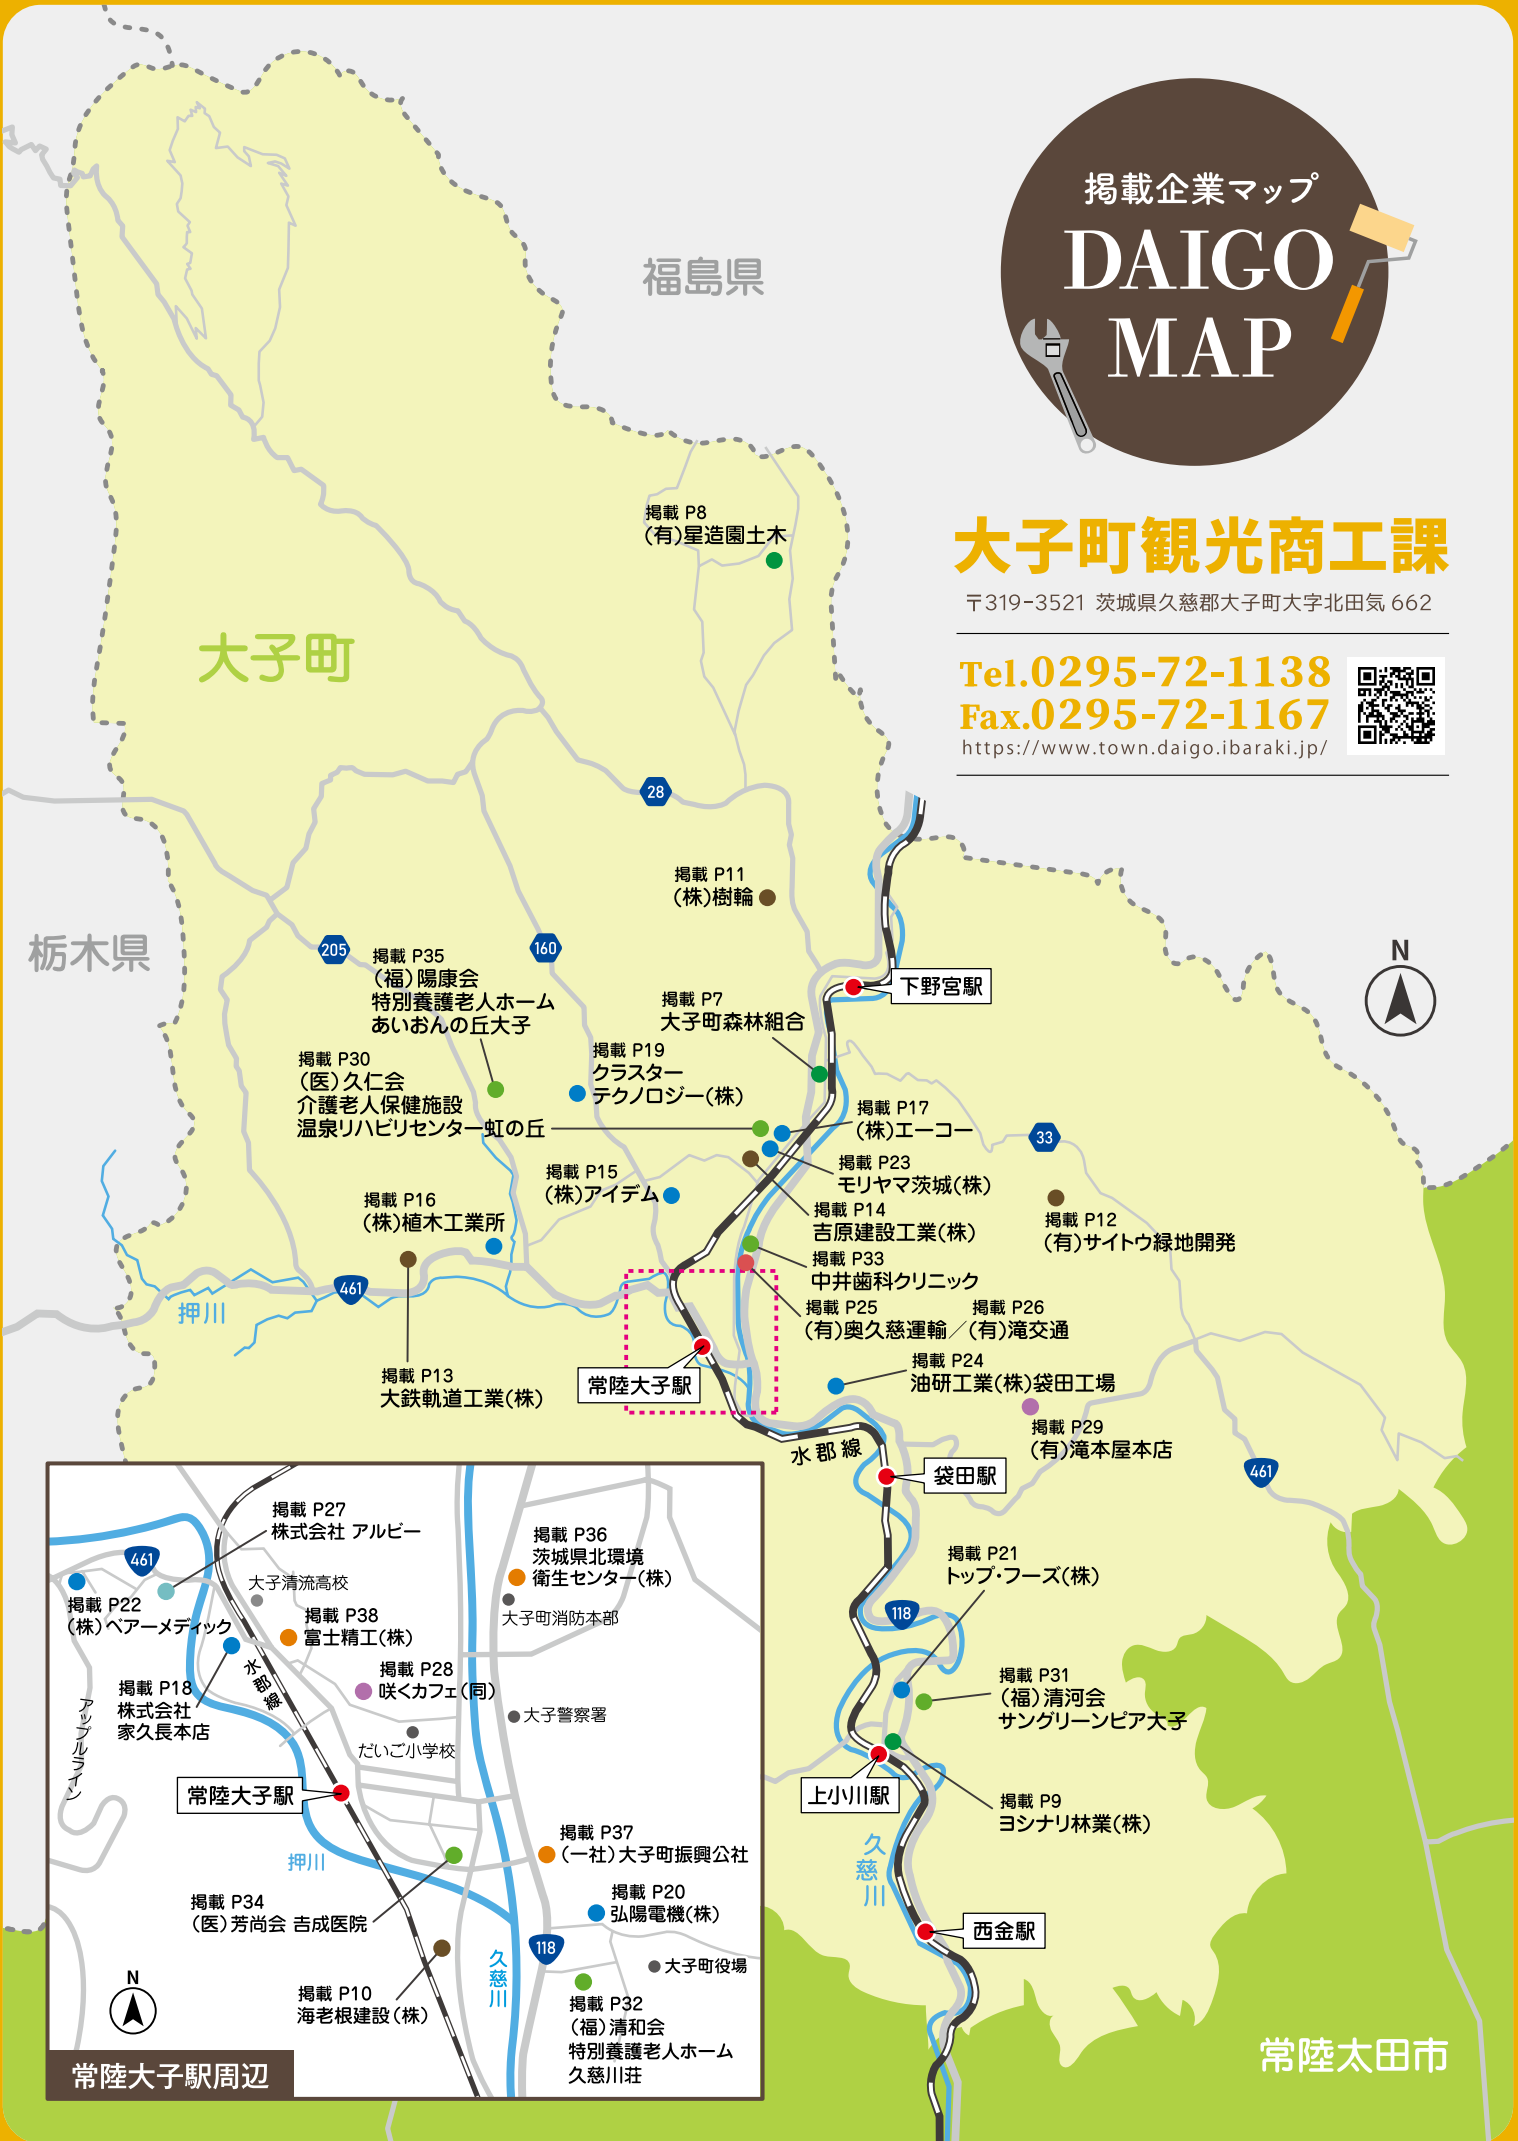 掲載企業マップ
DAIGO
MAP
大子町観光商工課
〒319-3521 茨城県久慈郡大子町大字北田気 662
Tel.0295-72-1138
Fax.0295-72-1167
https://www.town.daigo.ibaraki.jp/
福島県
栃木県
大子町
常陸太田市
N
掲載 P8
(有)星造園土木
28
掲載 P11
(株)樹輪
205
160
掲載 P35
(福)陽康会
特別養護老人ホーム
あいおんの丘大子
下野宮駅
掲載 P7
大子町森林組合
掲載 P30
(医)久仁会
介護老人保健施設
温泉リハビリセンター虹の丘
掲載 P19
クラスター
テクノロジー(株)
掲載 P17
(株)エーコー
33
掲載 P23
モリヤマ茨城(株)
掲載 P15
(株)アイデム
掲載 P16
(株)植木工業所
掲載 P14
吉原建設工業(株)
掲載 P12
(有)サイトウ緑地開発
掲載 P33
中井歯科クリニック
461
押川
掲載 P25
(有)奥久慈運輸／
掲載 P26
(有)滝交通
掲載 P13
大鉄軌道工業(株)
常陸大子駅
掲載 P24
油研工業(株)袋田工場
掲載 P29
(有)滝本屋本店
水郡線
袋田駅
461
掲載 P21
トップ・フーズ(株)
118
掲載 P31
(福)清河会
サングリーンピア大子
上小川駅
掲載 P9
ヨシナリ林業(株)
久慈川
西金駅
掲載 P27
株式会社 アルビー
461
大子清流高校
掲載 P36
茨城県北環境
衛生センター(株)
大子町消防本部
掲載 P22
(株)ベアーメディック
掲載 P38
富士精工(株)
水郡線
掲載 P28
咲くカフェ(同)
掲載 P18
株式会社
家久長本店
アップルライン
大子警察署
だいご小学校
常陸大子駅
押川
掲載 P37
(一社)大子町振興公社
掲載 P34
(医)芳尚会 吉成医院
掲載 P20
弘陽電機(株)
118
久慈川
大子町役場
掲載 P10
海老根建設(株)
掲載 P32
(福)清和会
特別養護老人ホーム
久慈川荘
N
常陸大子駅周辺